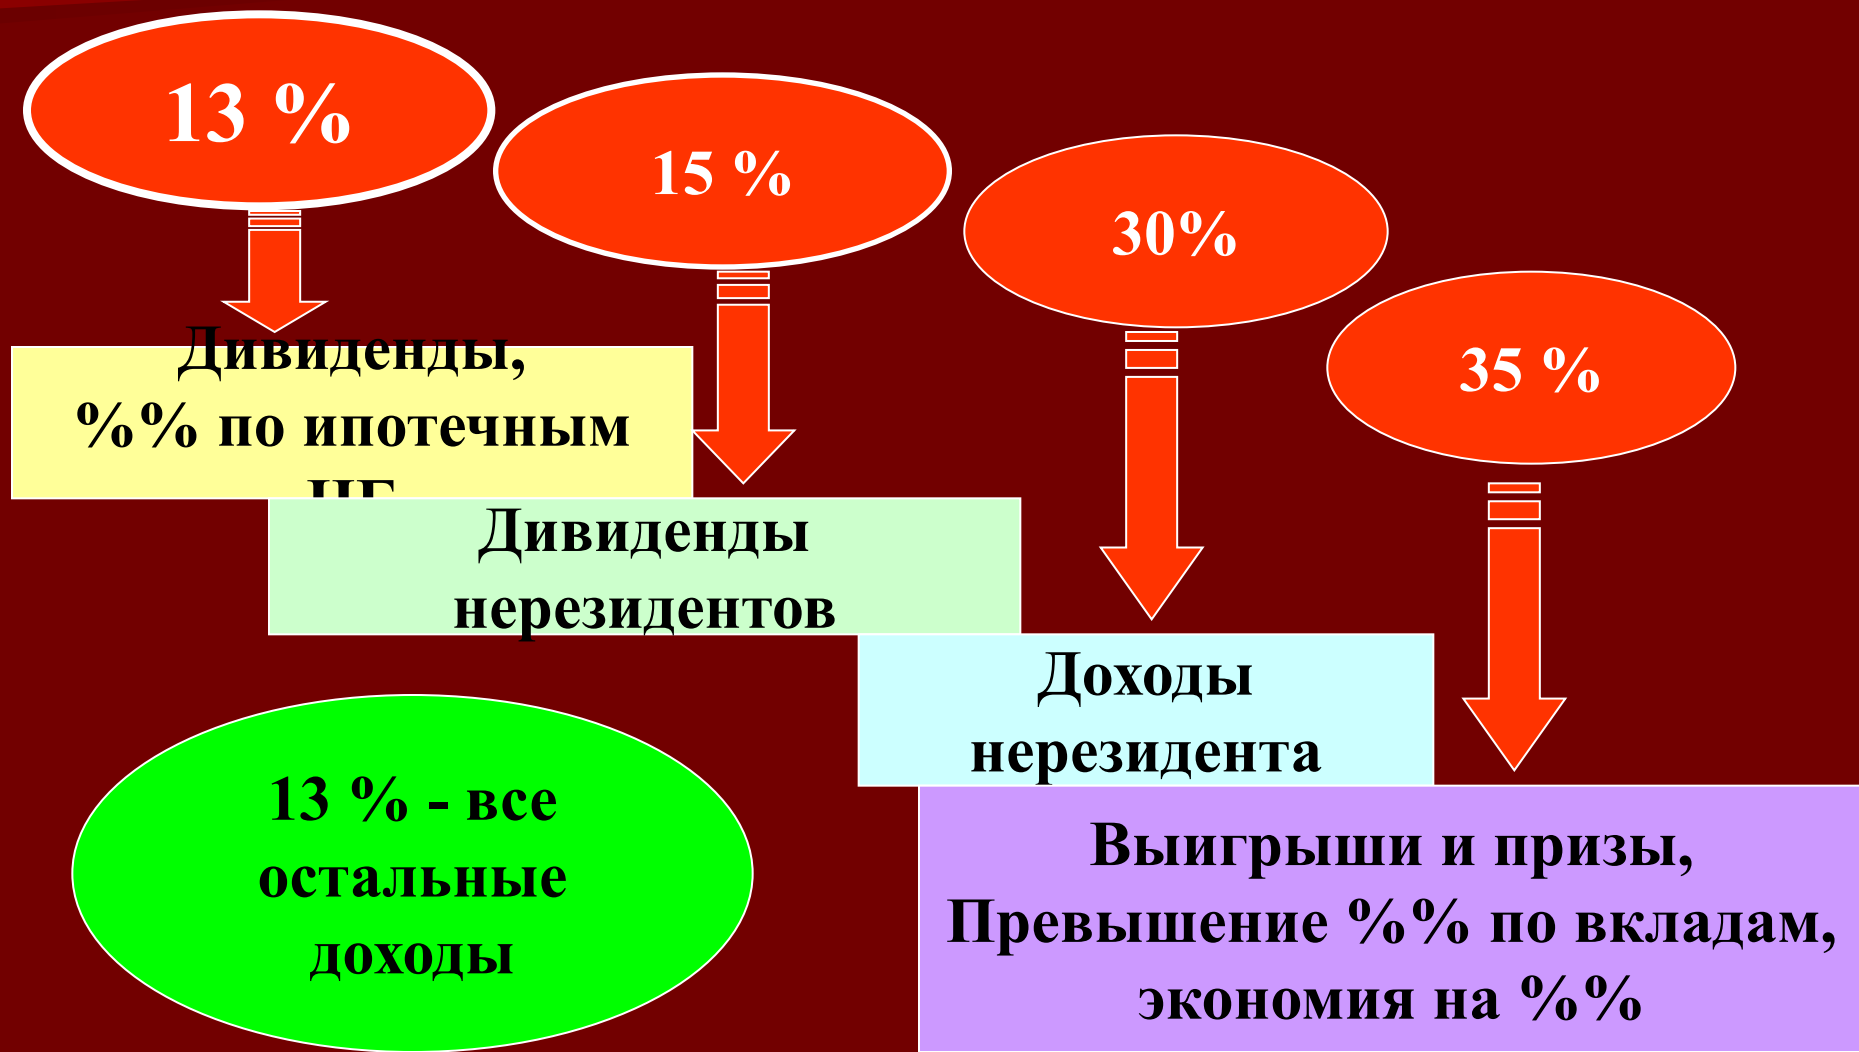 13 %
15 %
30%
35 %
Дивиденды,
%% по ипотечным
Дивиденды
нерезидентов
Доходы
нерезидента
13 % - все
остальные
доходы
Выигрыши и призы,
Превышение %% по вкладам,
экономия на %%